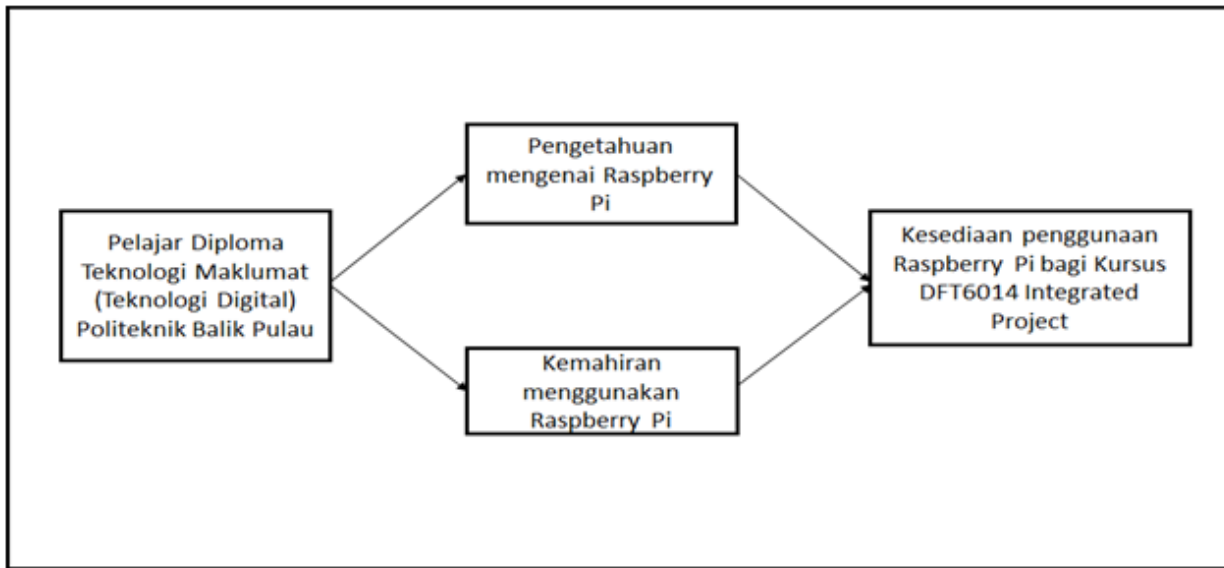 Pengetahuan
mengenai Raspberry
Pi
Pelajar Diploma
Teknologi Maklumat
(Teknologi Digital)
Politeknik Balik Pulau
Kesediaan penggunaan
Raspberry Pi bagi Kursus
DFT6014 Integrated
Project
Kemahiran
menggunakan
Raspberry Pi